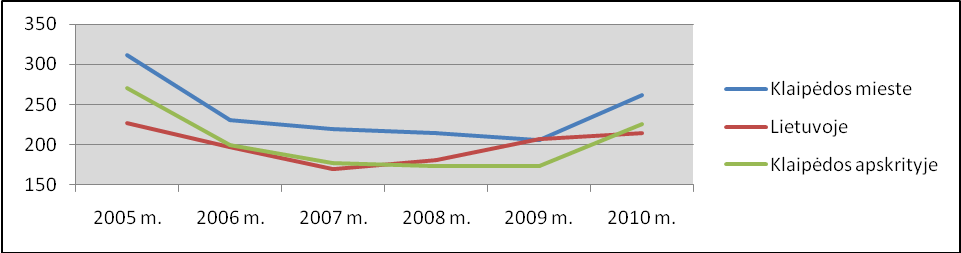 350
300
250
200
150
2005 m. 2006 m. 2007 m. 2008 m. 2009 m. 2010 m.
Klaipėdos mieste
Lietuvoje
Klaipėdos apskrityje